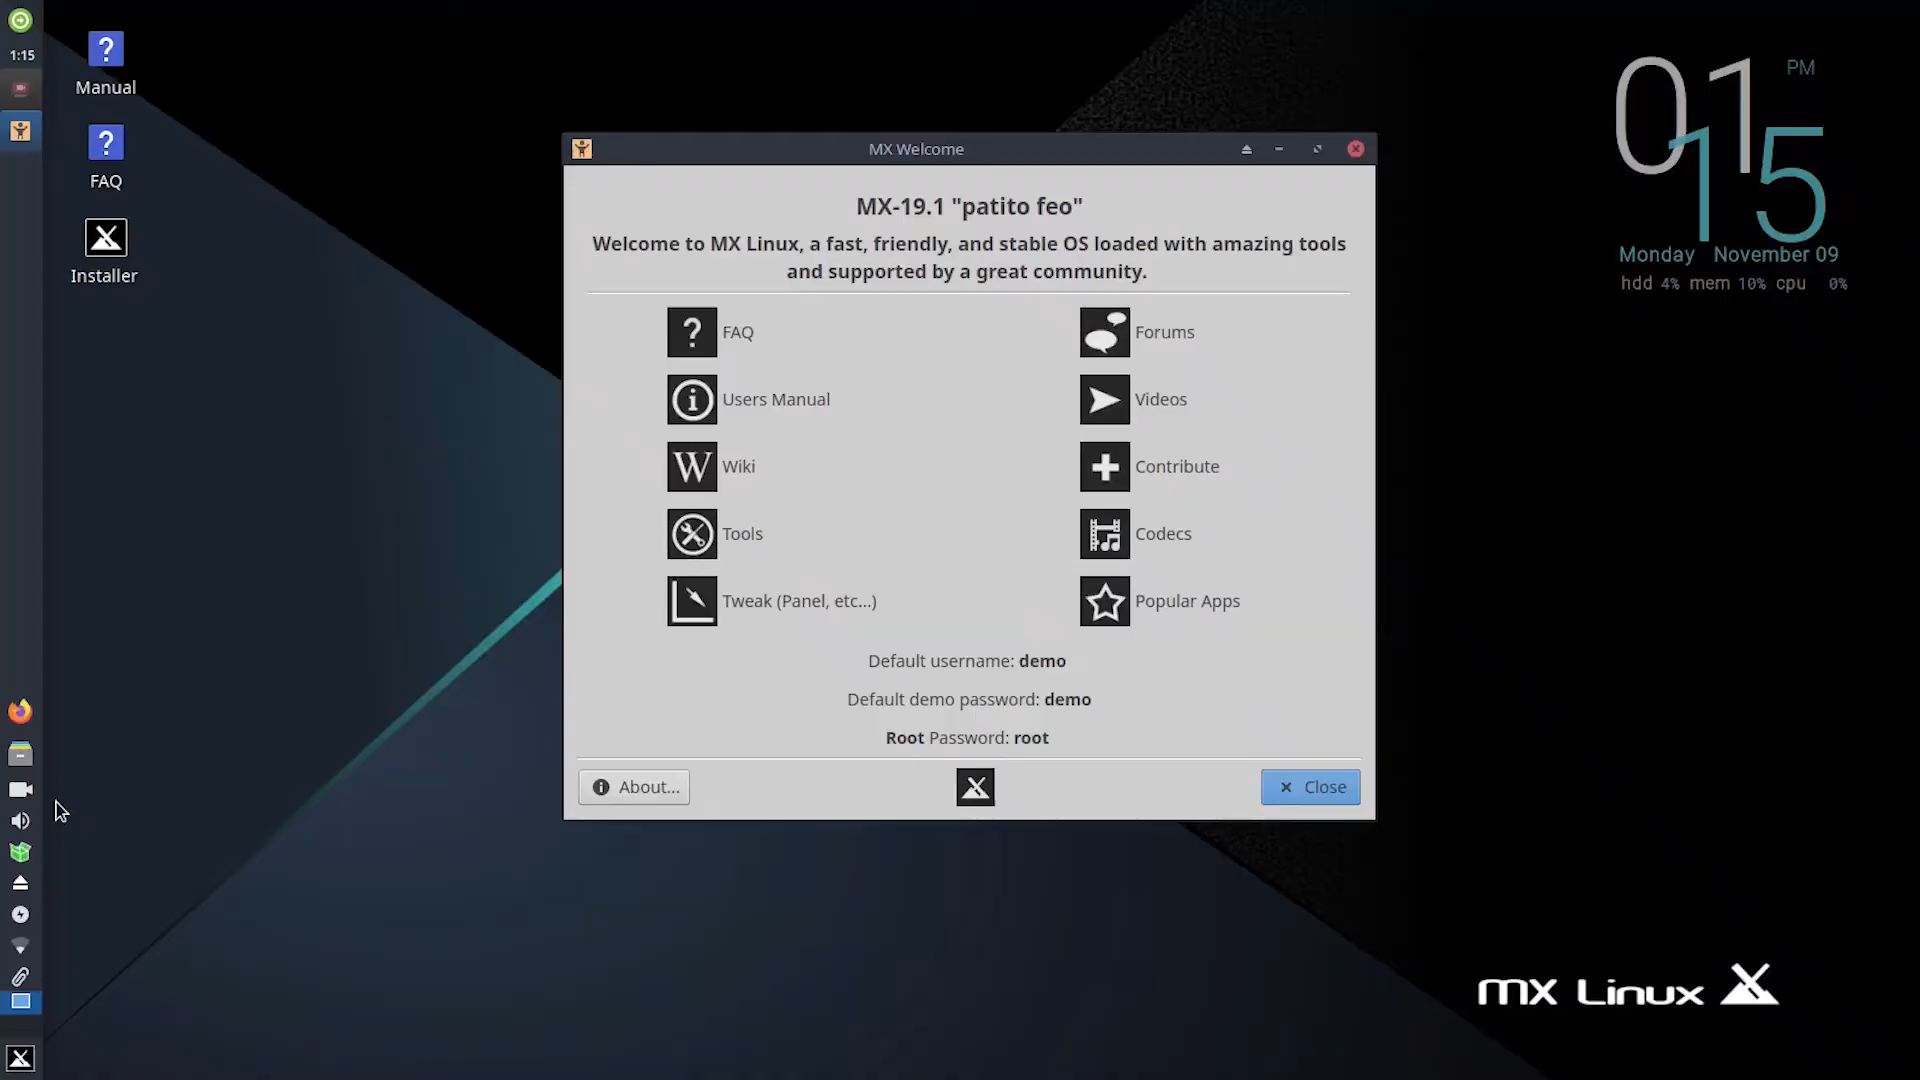 1:15
Manual
FAQ
Installer
MX Welcome
MX-19.1 "patito feo"
Welcome to MX Linux, a fast, friendly, and stable OS loaded with amazing tools
and supported by a great community.
? FAQ
Forums
i Users Manual
Videos
W Wiki
Contribute
Tools
Codecs
Tweak (Panel, etc...)
Popular Apps
Default username: demo
Default demo password: demo
Root Password: root
About...
Close
01 PM
15
Monday November 09
hdd 4% mem 10% cpu 0%
MX Linux